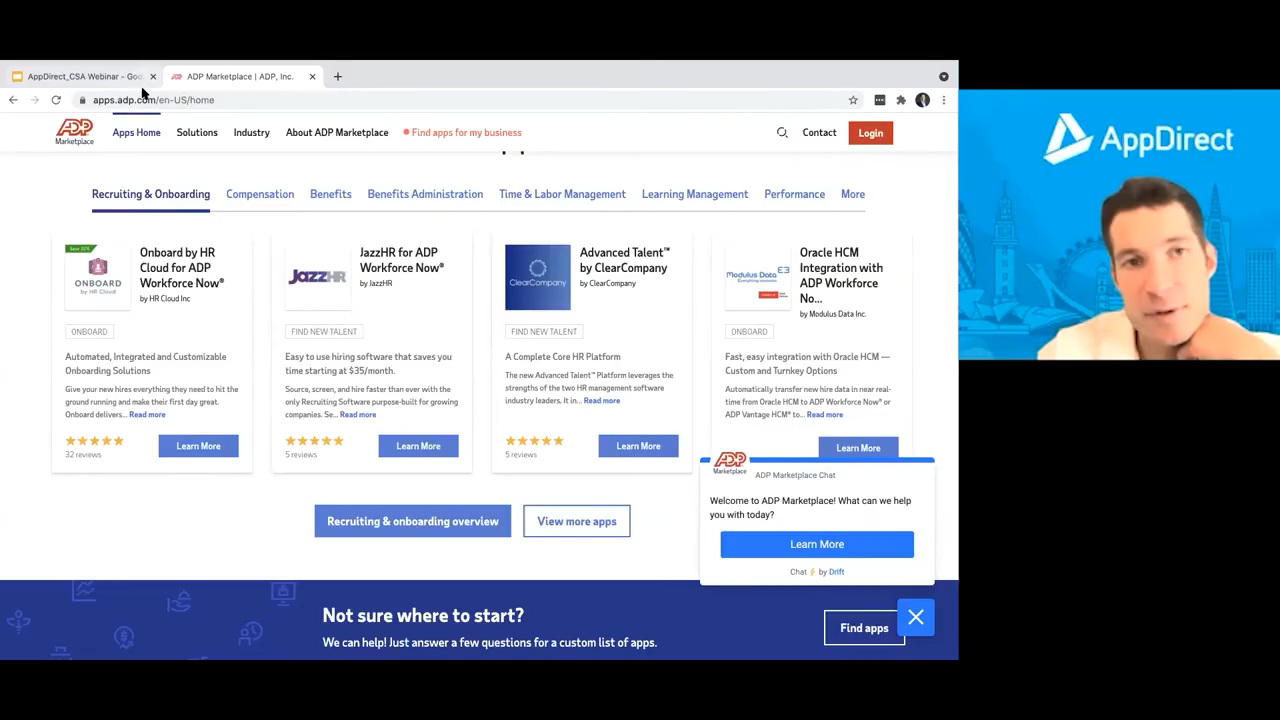 AppDirect_CSA Webinar - Goo
ADP Marketplace | ADP, Inc.
apps.adp.com/en-US/home
ADP
Marketplace
Apps Home
Solutions
Industry
About ADP Marketplace
Find apps for my business
Contact
Login
Recruiting & Onboarding
Compensation
Benefits
Benefits Administration
Time & Labor Management
Learning Management
Performance
More
Save 20%
ONBOARD
by HR Cloud
Onboard by HR
Cloud for ADP
Workforce Now®
by HR Cloud Inc
ONBOARD
Automated, Integrated and Customizable
Onboarding Solutions
Give your new hires everything they need to hit the
ground running and make their first day great.
Onboard delivers... Read more
32 reviews
Learn More
JazzHR
JazzHR for ADP
Workforce Now®
by JazzHR
FIND NEW TALENT
Easy to use hiring software that saves you
time starting at $35/month.
Source, screen, and hire faster than ever with the
only Recruiting Software purpose-built for growing
companies. Se... Read more
5 reviews
Learn More
ClearCompany
Advanced Talent™
by ClearCompany
by ClearCompany
FIND NEW TALENT
A Complete Core HR Platform
The new Advanced Talent™ Platform leverages the
strengths of the two HR management software
industry leaders. It in... Read more
5 reviews
Learn More
Modulus Data
Everything connects
Oracle HCM
Integration with
ADP Workforce
No...
by Modulus Data Inc.
ONBOARD
Fast, easy integration with Oracle HCM —
Custom and Turnkey Options
Automatically transfer new hire data in near real-
time from Oracle HCM to ADP Workforce Now® or
ADP Vantage HCM® to... Read more
Learn More
Recruiting & onboarding overview
View more apps
ADP
Marketplace
ADP Marketplace Chat
Welcome to ADP Marketplace! What can we help
you with today?
Learn More
Chat ⚡ by Drift
Not sure where to start?
We can help! Just answer a few questions for a custom list of apps.
Find apps
AppDirect